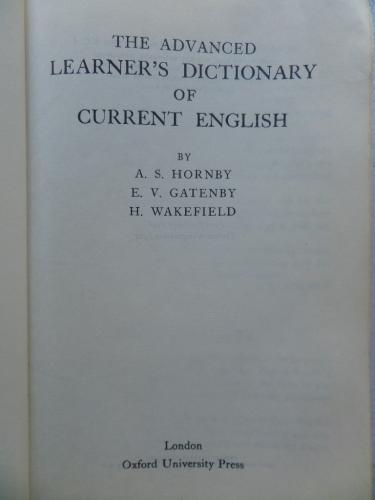 THE ADVANCED
LEARNER'S DICTIONARY
OF
CURRENT ENGLISH
BY
A. S. HORNBY
E. V. GATENBY
H. WAKEFIELD
London
Oxford University Press